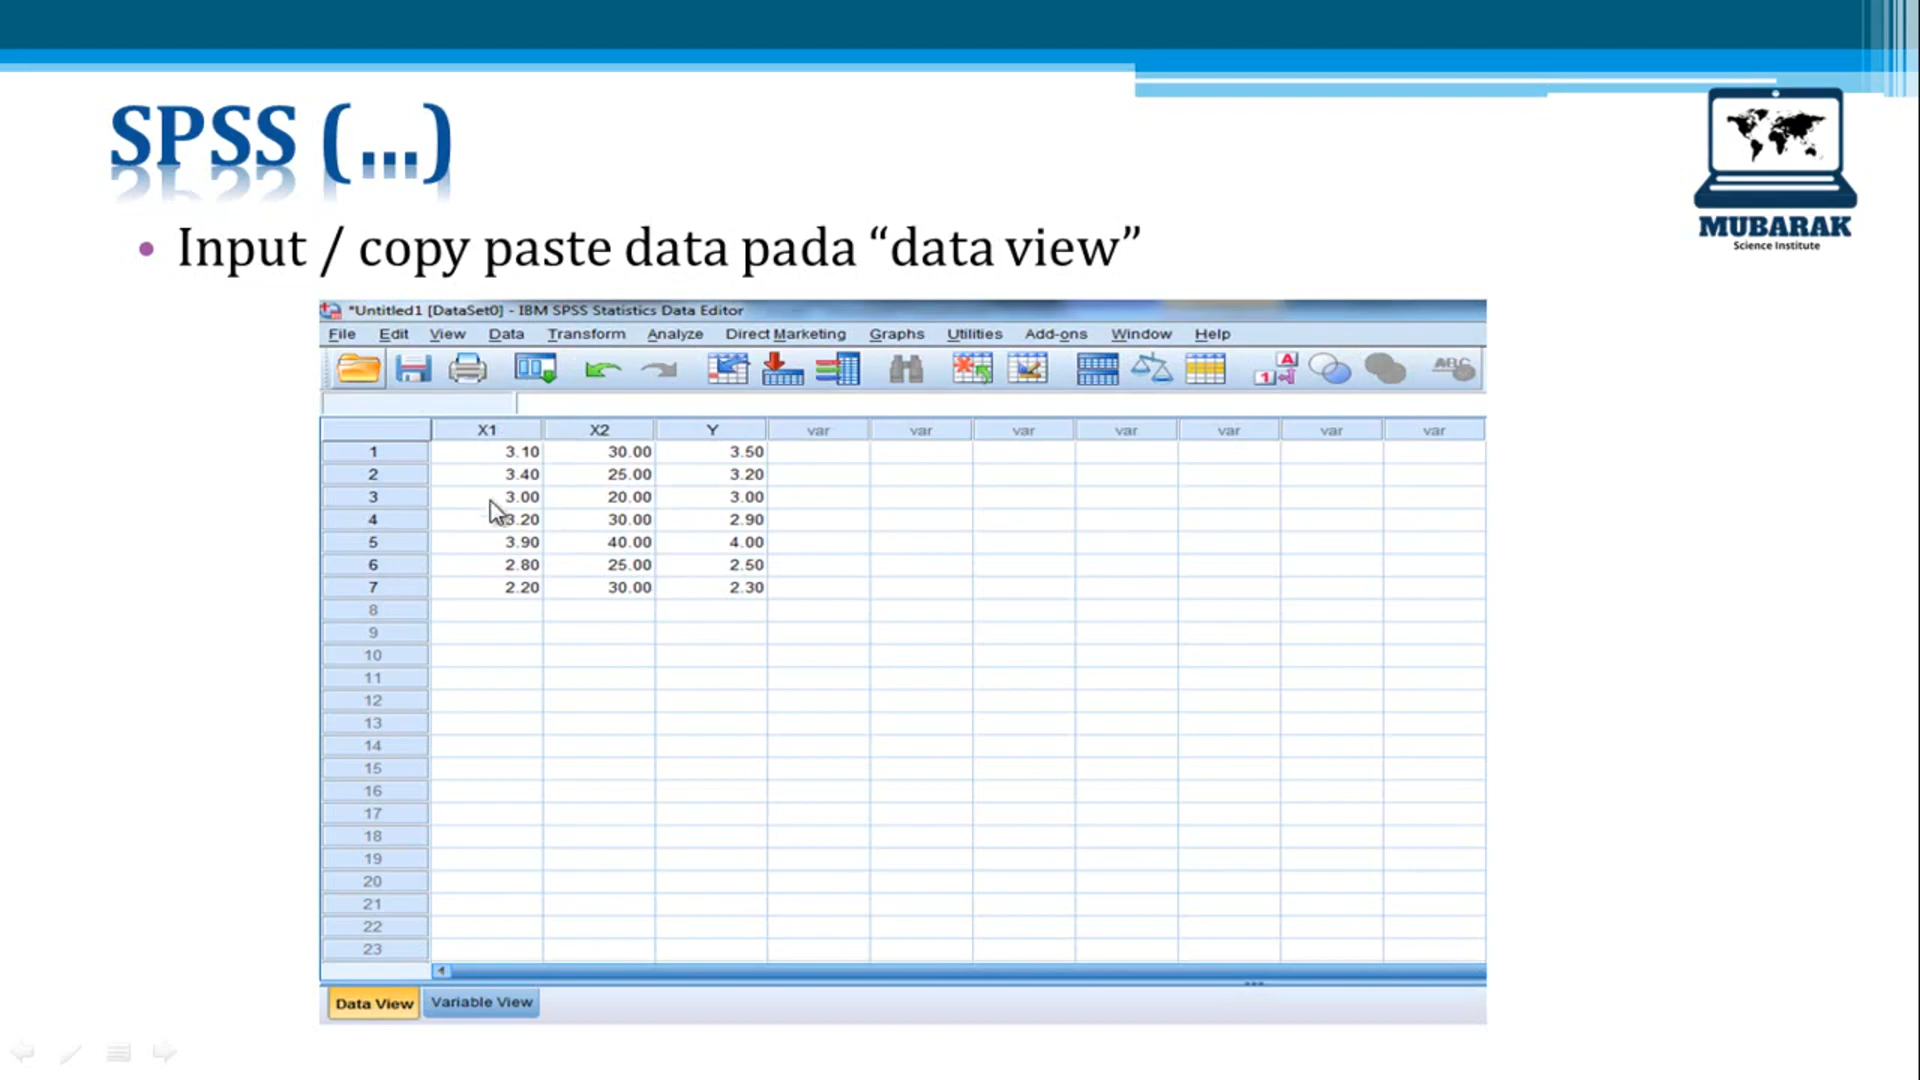 SPSS (...)
MUBARAK
Science Institute
• Input / copy paste data pada “data view”
*Untitled1 [DataSet0] - IBM SPSS Statistics Data Editor
File Edit View Data Transform Analyze Direct Marketing Graphs Utilities Add-ons Window Help
1 A ABC
X1 X2 Y var var var var var var var
1 3.10 30.00 3.50
2 3.40 25.00 3.20
3 3.00 20.00 3.00
4 3.20 30.00 2.90
5 3.90 40.00 4.00
6 2.80 25.00 2.50
7 2.20 30.00 2.30
8
9
10
11
12
13
14
15
16
17
18
19
20
21
22
23
Data View Variable View